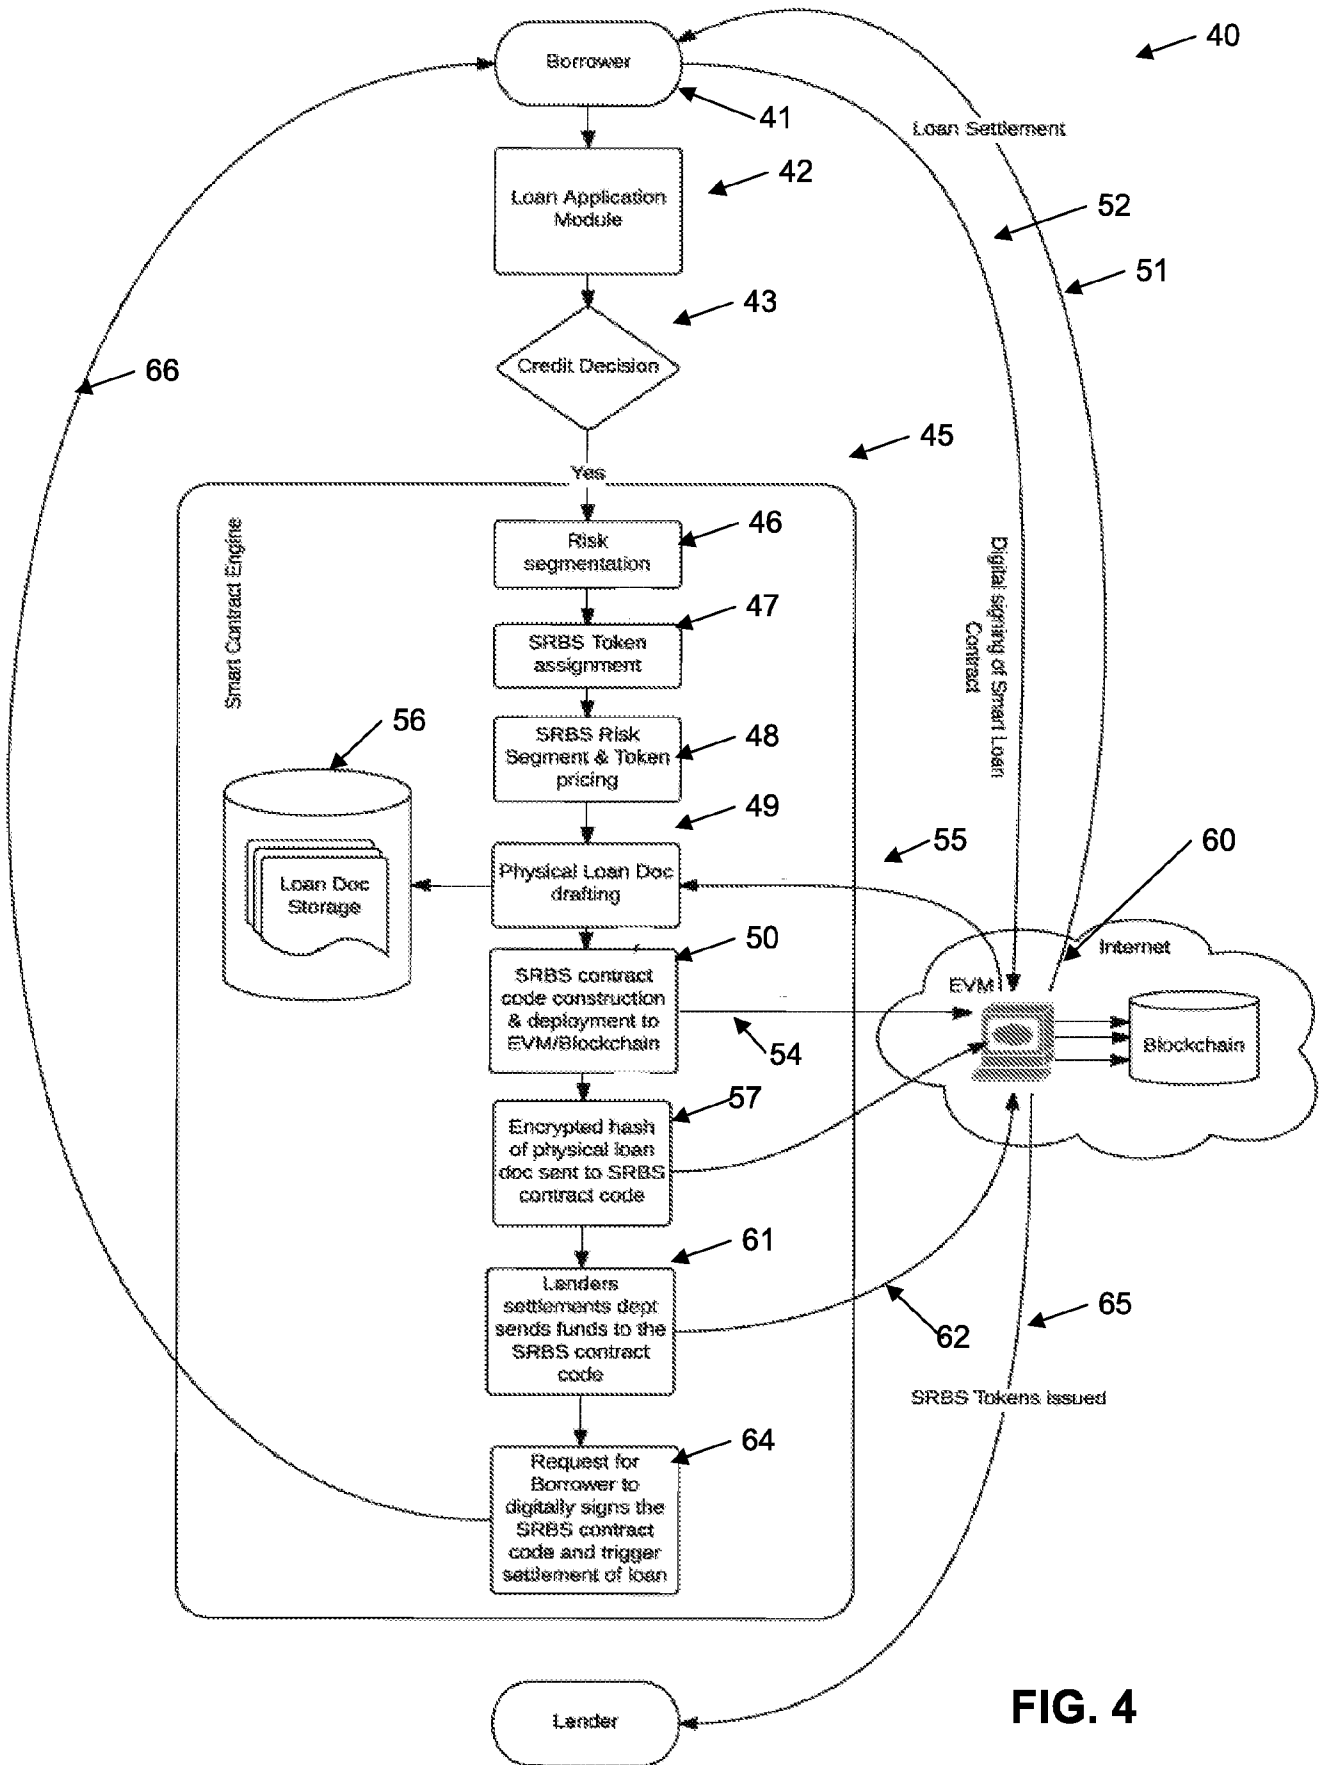 40
Borrower
41
Loan Settlement
42
Loan Application
Module
52
51
43
Credit Decision
66
45
Yes
Smart Contract Engine
46
Risk
segmentation
47
SRBS Token
assignment
Digital signing of Smart Loan
Contract
56
48
SRBS Risk
Segment & Token
pricing
49
55
60
Physical Loan Doc
drafting
Loan Doc
Storage
50
Internet
EVM
SRBS contract
code construction
& deployment to
EVM/Blockchain
54
Blockchain
57
Encrypted hash
of physical loan
doc sent to SRBS
contract code
61
Lenders
settlements dept
sends funds to the
SRBS contract
code
62
65
SRBS Tokens issued
64
Request for
Borrower to
digitally signs the
SRBS contract
code and trigger
settlement of loan
Lender
FIG. 4